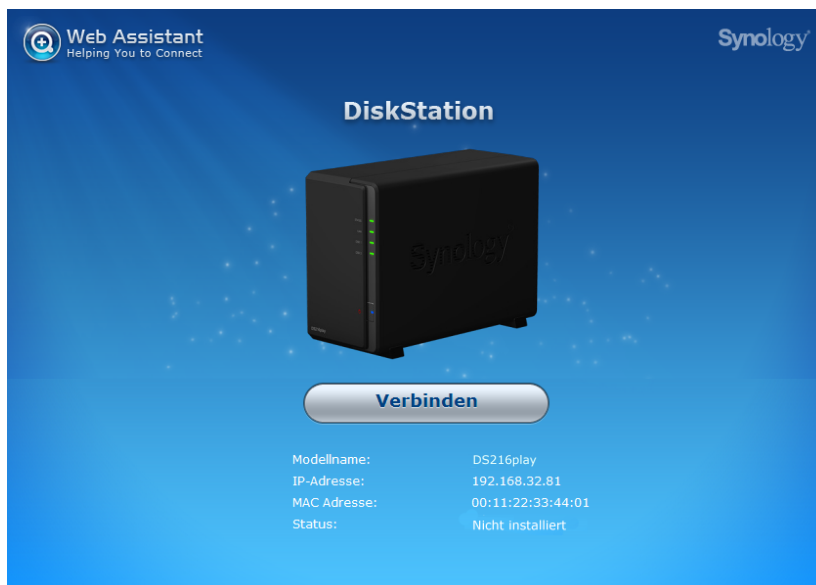 Web Assistant
Helping You to Connect
Synology
DiskStation
Synology
Verbinden
Modellname: DS216play
IP-Adresse: 192.168.32.81
MAC Adresse: 00:11:22:33:44:01
Status: Nicht installiert